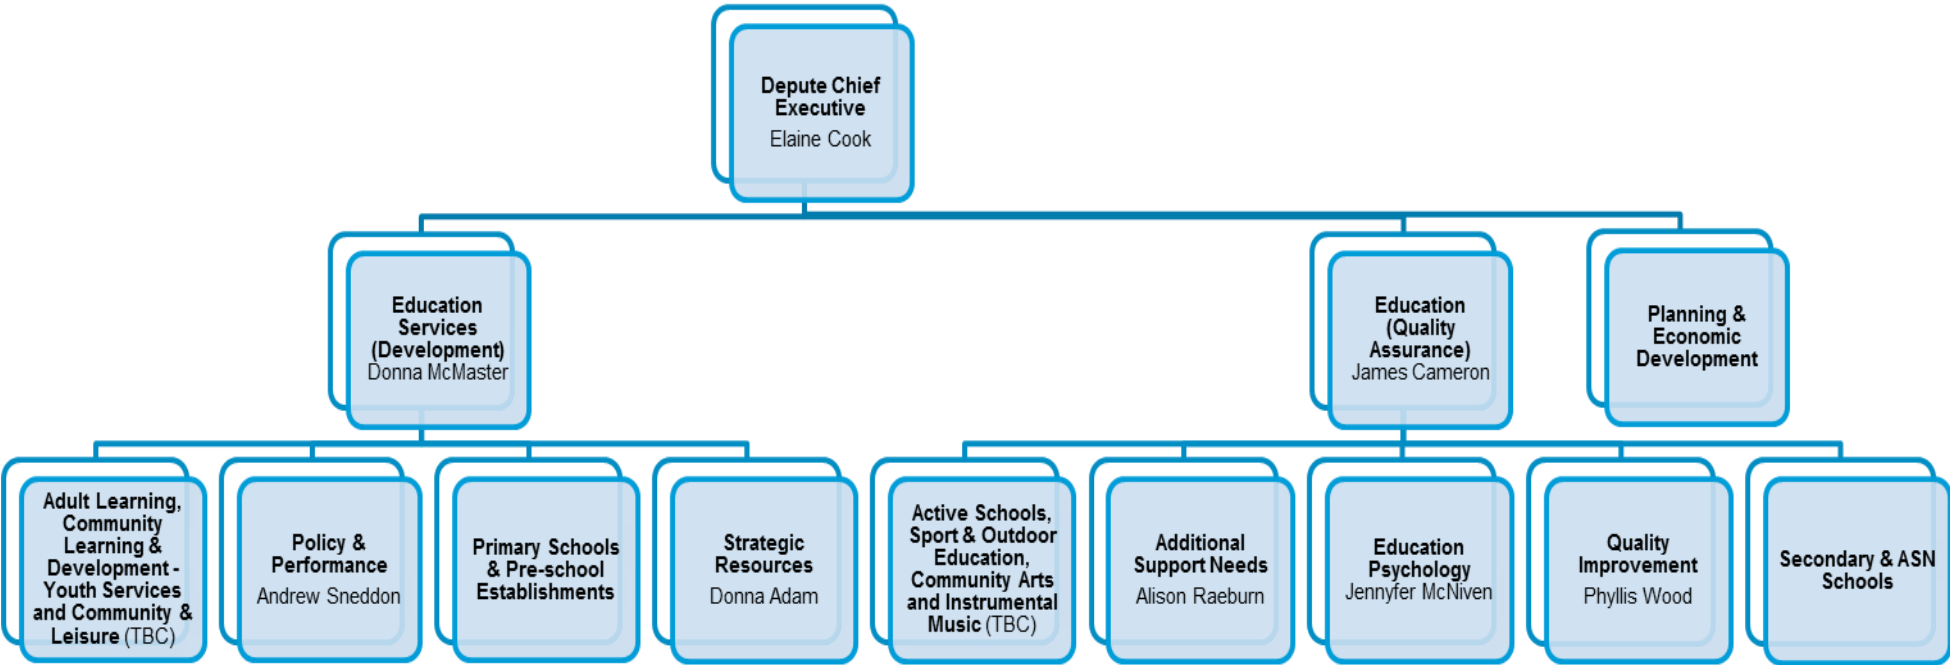 Depute Chief
Executive
Elaine Cook
Education
Services
(Development)
Donna McMaster
Education
(Quality
Assurance)
James Cameron
Planning &
Economic
Development
Adult Learning,
Community
Learning &
Development -
Youth Services
and Community &
Leisure (TBC)
Policy &
Performance
Andrew Sneddon
Primary Schools
& Pre-school
Establishments
Strategic
Resources
Donna Adam
Active Schools,
Sport & Outdoor
Education,
Community Arts
and Instrumental
Music (TBC)
Additional
Support Needs
Alison Raeburn
Education
Psychology
Jennyfer McNiven
Quality
Improvement
Phyllis Wood
Secondary & ASN
Schools